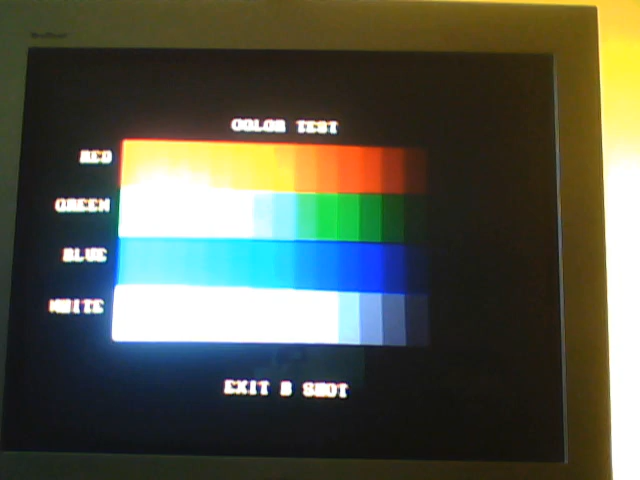 COLOR TEST
RED
GREEN
BLUE
WHITE
EXIT B SHOT